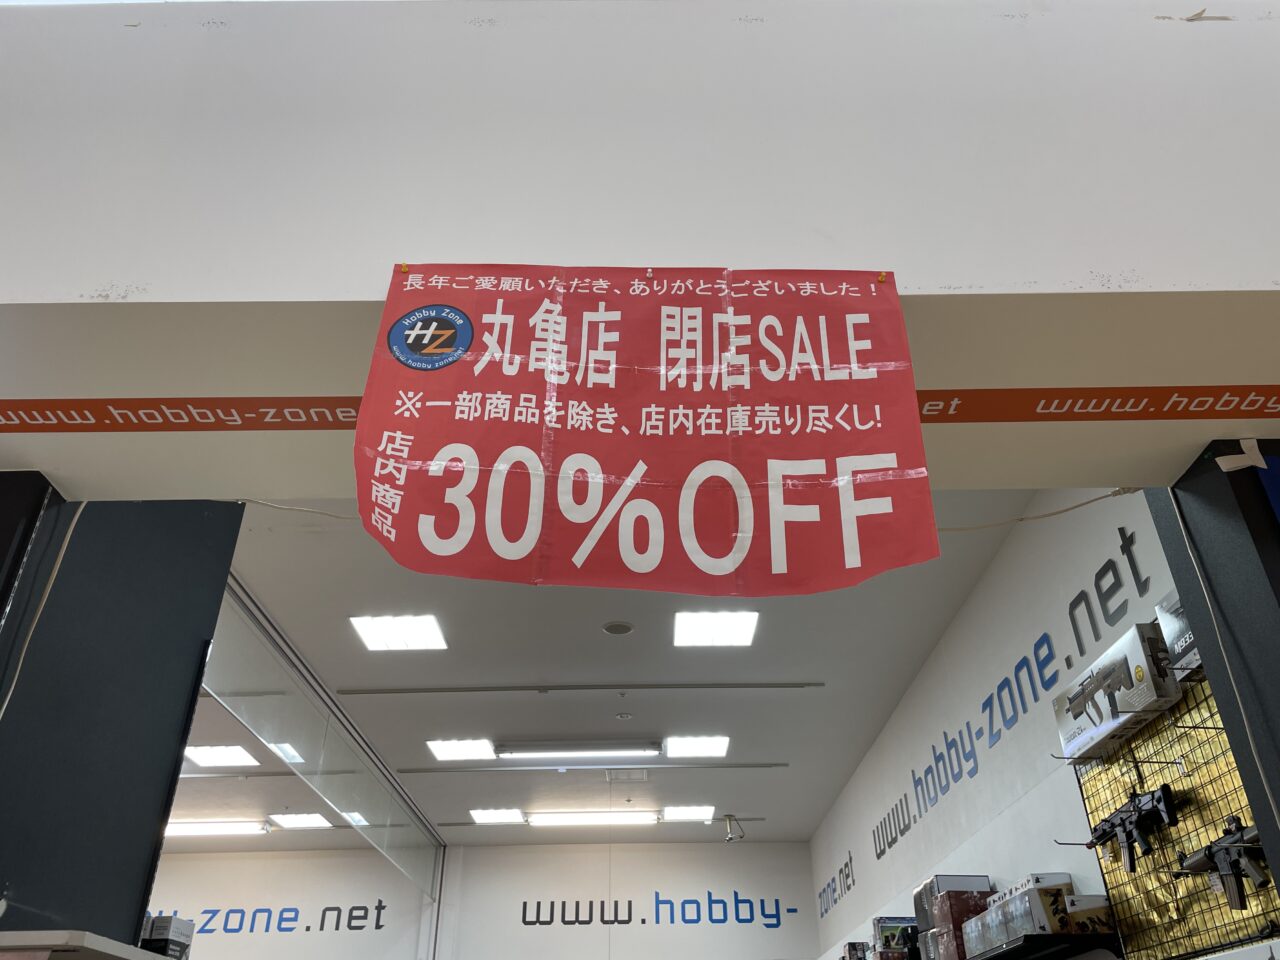 長年ご愛顧いただき、ありがとうございました！
Hobby Zone
HZ
www.hobby zone.net
丸亀店 閉店SALE
※一部商品を除き、店内在庫売り尽くし!
店内商品
30%OFF
www.hobby-zone
et
www.hobby
www.hobby-zone.net
M933
by-zone.net
www.hobby-
zone.net